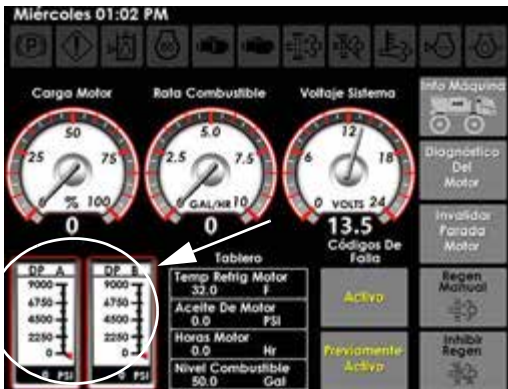 Miércoles 01:02 PM
(P)
Carga Motor
Rata Combustible
Voltaje Sistema
Info Máquina
25 50 75 100
%
0
2.5 5.0 7.5 10
GAL/HR
0
0 6 12 18 24
VOLTS
13.5
Diagnóstico
Del
Motor
Invalidar
Parada
Motor
Códigos De
Falla
DP A
9000
6750
4500
2250
0
0 PSI
DP B
9000
6750
4500
2250
0
0 PSI
Tablero
Temp Refrig Motor
32.0 F
Aceite De Motor
0.0 PSI
Horas Motor
0.0 Hr
Nivel Combustible
50.0 Gal
Activo
Previamente
Activo
Regen
Manual
Inhibir
Regen